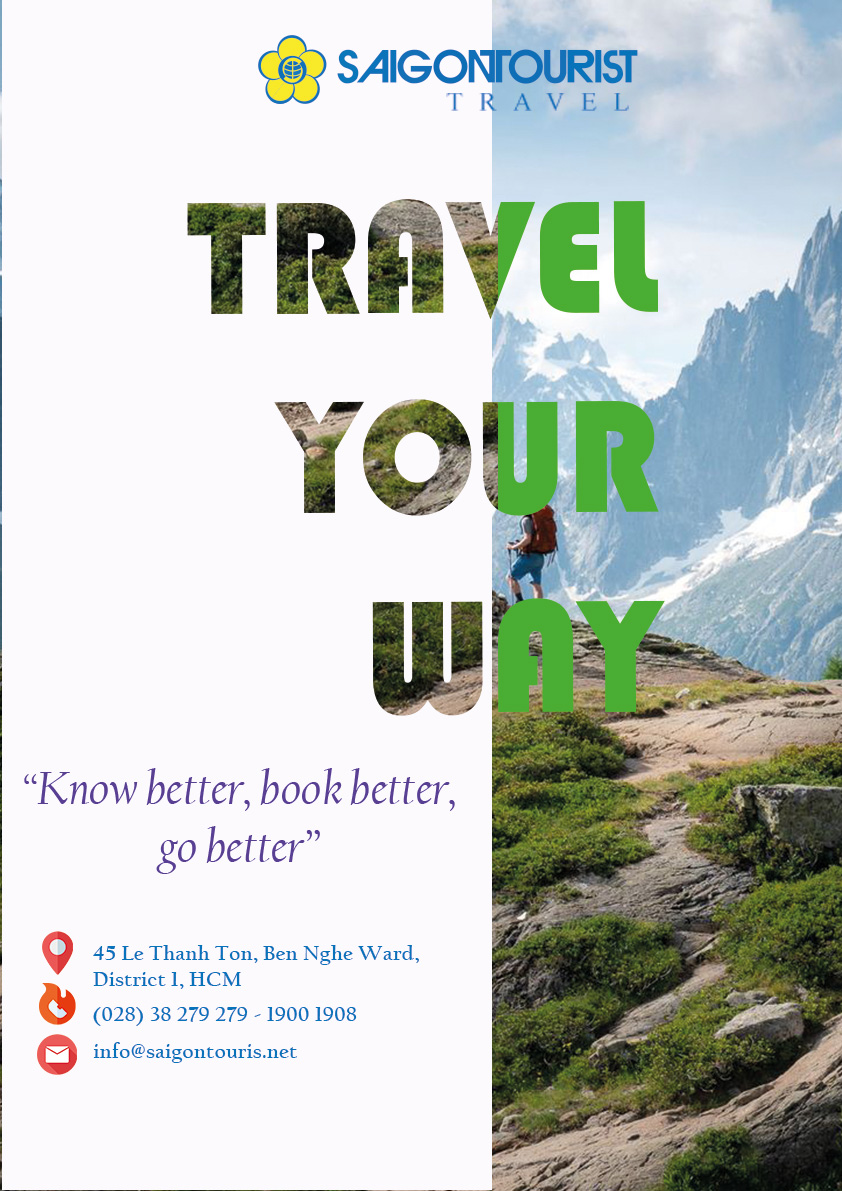 SAIGONTOURIST
TRAVEL
TRAVEL
YOUR
WAY
“Know better, book better,
go better”
45 Le Thanh Ton, Ben Nghe Ward,
District 1, HCM
(028) 38 279 279 - 1900 1908
info@saigontouris.net